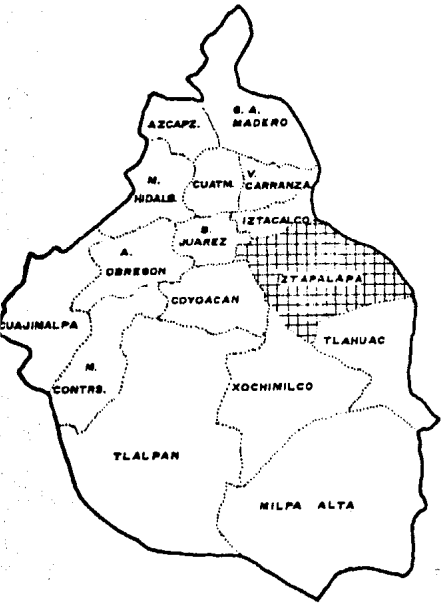 G. A.
MADERO
AZCAPZ.
M.
HIDALG.
CUATM.
V.
CARRANZA
IZTACALCO
B.
JUAREZ
A.
OBREGON
IZTAPALAPA
COYOACAN
CUAJIMALPA
TLAHUAC
M.
CONTRS.
XOCHIMILCO
TLALPAN
MILPA ALTA